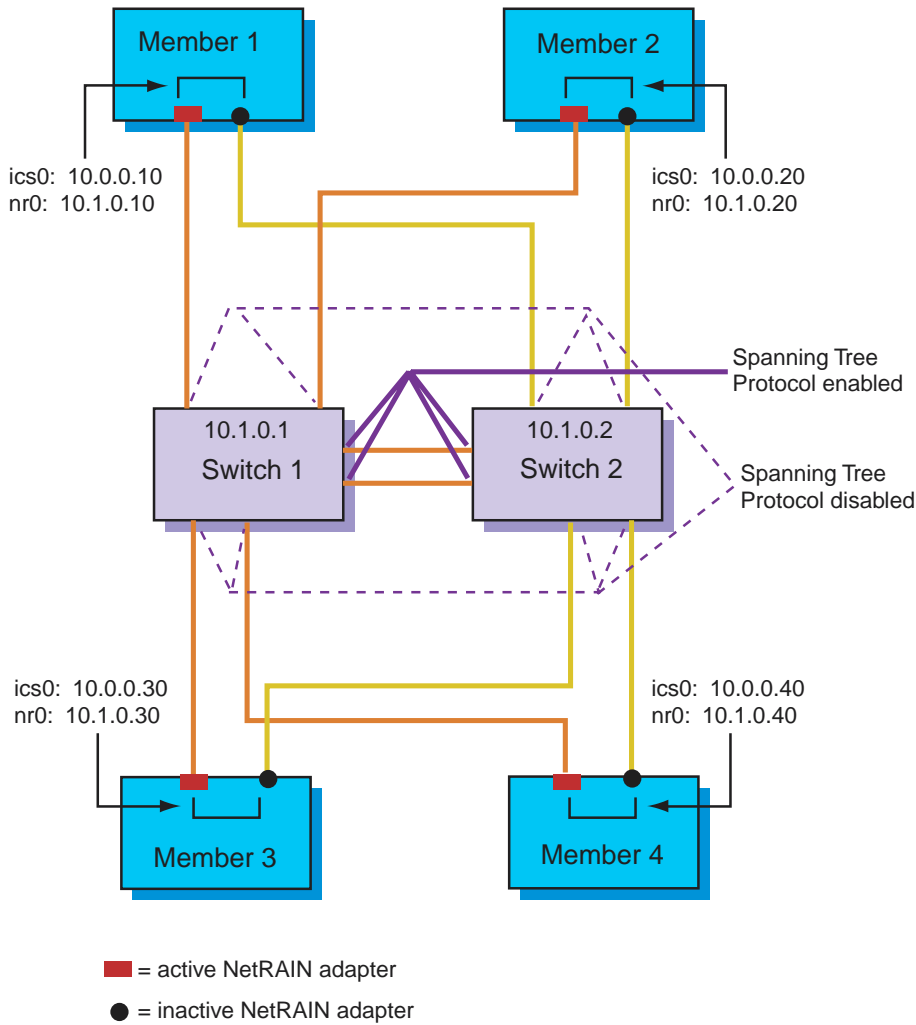 Member 1
Member 2
ics0: 10.0.0.10
nr0: 10.1.0.10
ics0: 10.0.0.20
nr0: 10.1.0.20
Spanning Tree
Protocol enabled
10.1.0.1
Switch 1
10.1.0.2
Switch 2
Spanning Tree
Protocol disabled
ics0: 10.0.0.30
nr0: 10.1.0.30
ics0: 10.0.0.40
nr0: 10.1.0.40
Member 3
Member 4
= active NetRAIN adapter
= inactive NetRAIN adapter